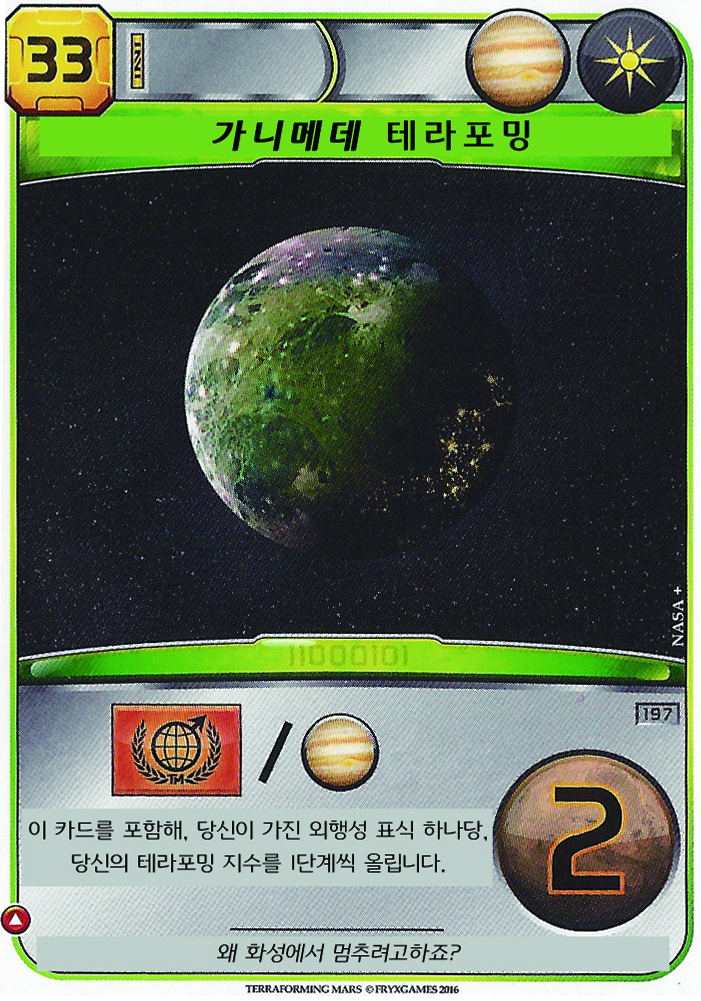 33
가니메데 테라포밍
NASA +
11000101
197
TM
이 카드를 포함해, 당신이 가진 외행성 표식 하나당,
당신의 테라포밍 지수를 1단계씩 올립니다.
2
왜 화성에서 멈추려고하죠?
TERRAFORMING MARS © FRYXGAMES 2016